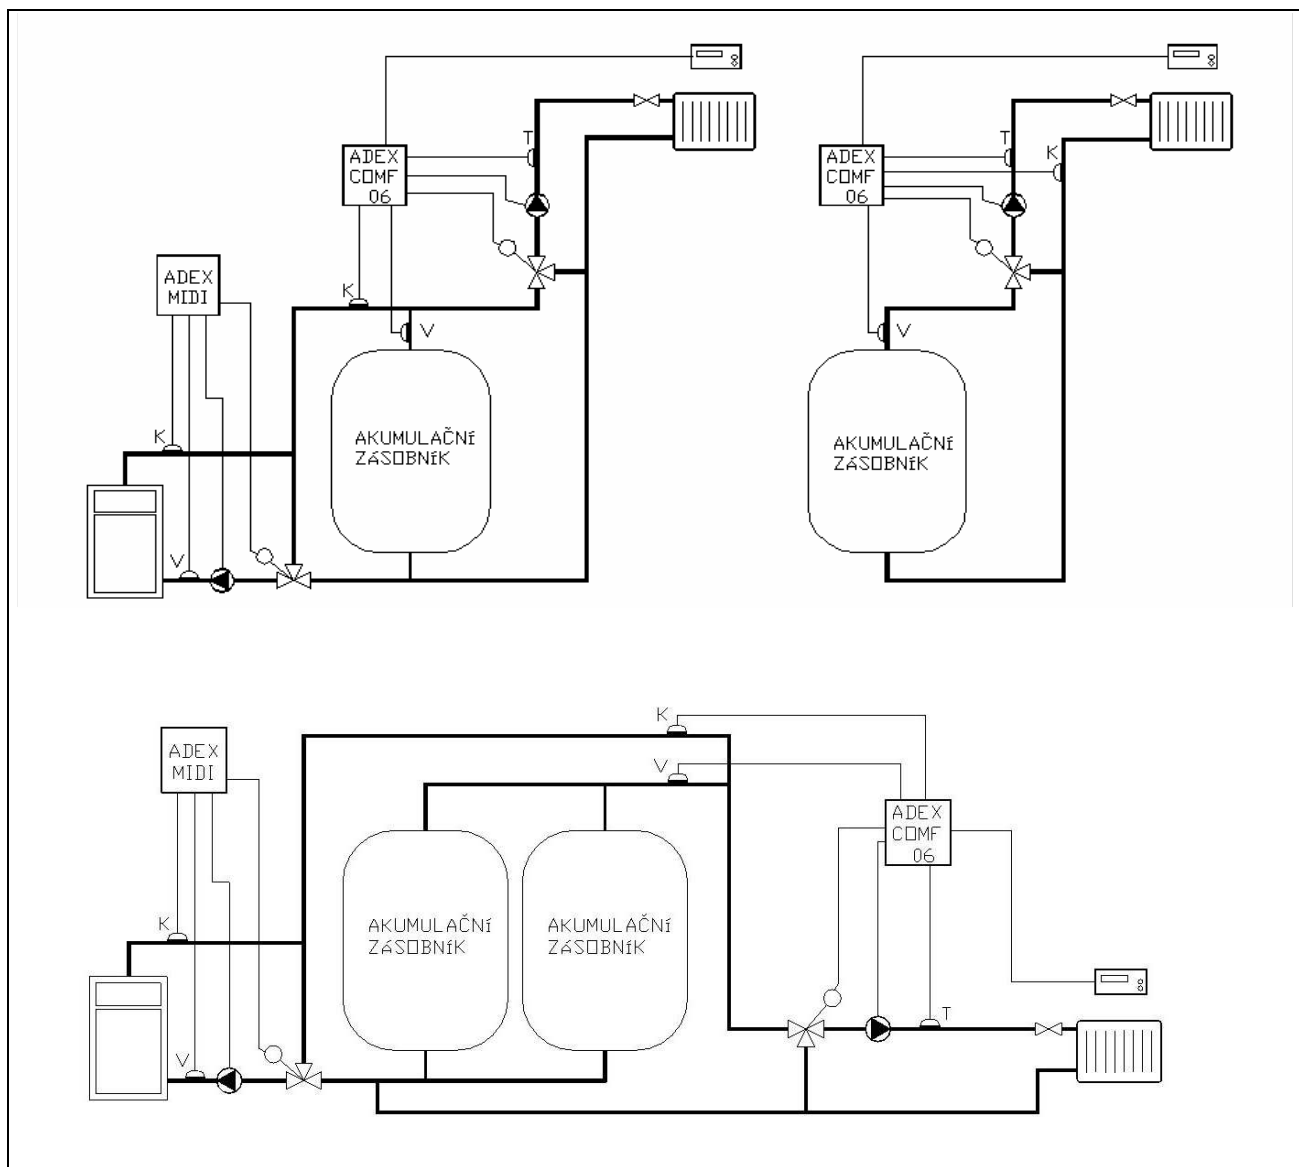 T
ADEX
COMF
06
K
V
ADEX
MIDI
K
V
AKUMULAČNÍ
ZÁSOBNÍK
T
K
ADEX
COMF
06
V
AKUMULAČNÍ
ZÁSOBNÍK
K
V
ADEX
MIDI
K
V
AKUMULAČNÍ
ZÁSOBNÍK
AKUMULAČNÍ
ZÁSOBNÍK
ADEX
COMF
06
T